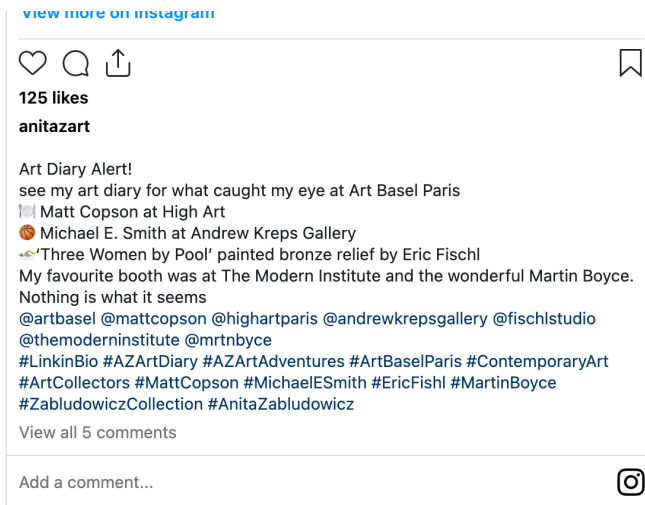 View more on Instagram
125 likes
anitazart
Art Diary Alert!
see my art diary for what caught my eye at Art Basel Paris
🍽️ Matt Copson at High Art
🏀 Michael E. Smith at Andrew Kreps Gallery
🏊‘Three Women by Pool’ painted bronze relief by Eric Fischl
My favourite booth was at The Modern Institute and the wonderful Martin Boyce.
Nothing is what it seems
@artbasel @mattcopson @highartparis @andrewkrepsgallery @fischlstudio
@themoderninstitute @mrtnbyce
#LinkinBio #AZArtDiary #AZArtAdventures #ArtBaselParis #ContemporaryArt
#ArtCollectors #MattCopson #MichaelESmith #EricFishl #MartinBoyce
#ZabludowiczCollection #AnitaZabludowicz
View all 5 comments
Add a comment...